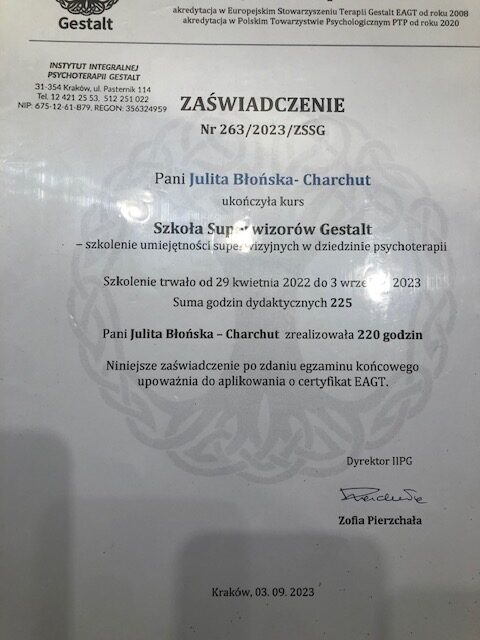 Gestalt
akredytacja w Europejskim Stowarzyszeniu Terapii Gestalt EAGT od roku 2008
akredytacja w Polskim Towarzystwie Psychologicznym PTP od roku 2020
INSTYTUT INTEGRALNEJ
PSYCHOTERAPII GESTALT
31-354 Kraków, ul. Pasternik 114
Tel. 12 421 25 53, 512 251 022
NIP: 675-12-61-879, REGON: 356324959
ZAŚWIADCZENIE
Nr 263/2023/ZSSG
Pani Julita Błońska- Charchut
ukończyła kurs
Szkoła Superwizorów Gestalt
– szkolenie umiejętności superwizyjnych w dziedzinie psychoterapii
Szkolenie trwało od 29 kwietnia 2022 do 3 września 2023
Suma godzin dydaktycznych 225
Pani Julita Błońska – Charchut zrealizowała 220 godzin
Niniejsze zaświadczenie po zdaniu egzaminu końcowego
upoważnia do aplikowania o certyfikat EAGT.
Dyrektor IIPG
Zofia Pierzchała
Kraków, 03. 09. 2023